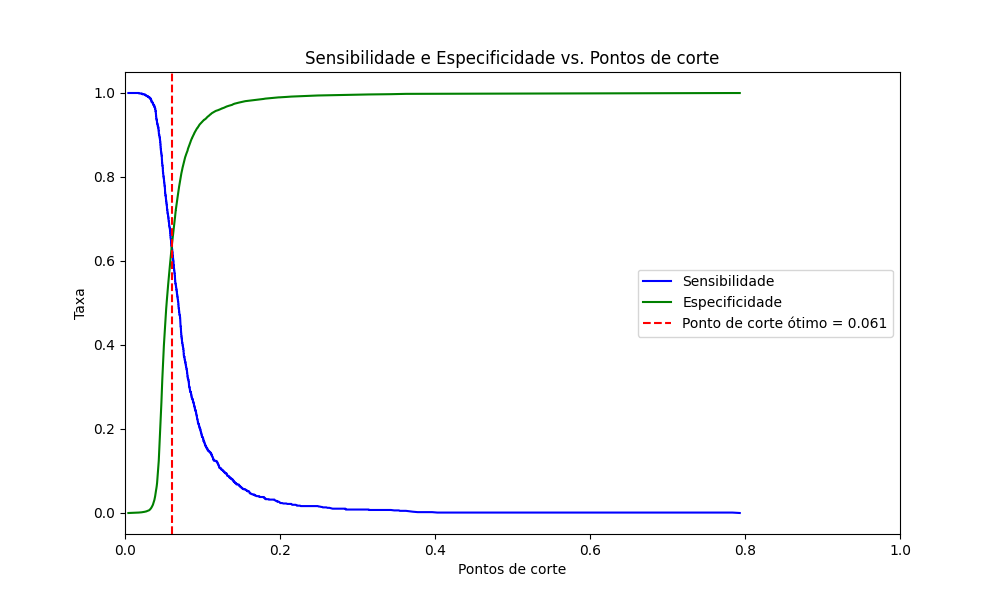 Sensibilidade e Especificidade vs. Pontos de corte
Taxa
1.0
0.8
0.6
0.4
0.2
0.0
Sensibilidade
Especificidade
Ponto de corte ótimo = 0.061
0.0 0.2 0.4 0.6 0.8 1.0
Pontos de corte